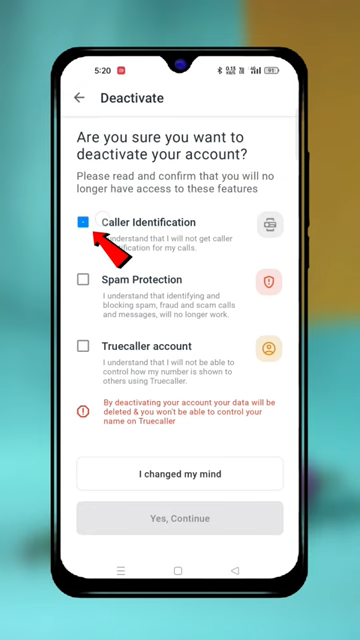 5:20
Deactivate
Are you sure you want to
deactivate your account?
Please read and confirm that you will no
longer have access to these features
Caller Identification
understand that I will not get caller
ification for my calls.
Spam Protection
I understand that identifying and
blocking spam, fraud and scam calls
and messages, will no longer work.
Truecaller account
I understand that I will not be able to
control how my number is shown to
others using Truecaller.
By deactivating your account your data will be
deleted & you won't be able to control your
name on Truecaller
I changed my mind
Yes, Continue